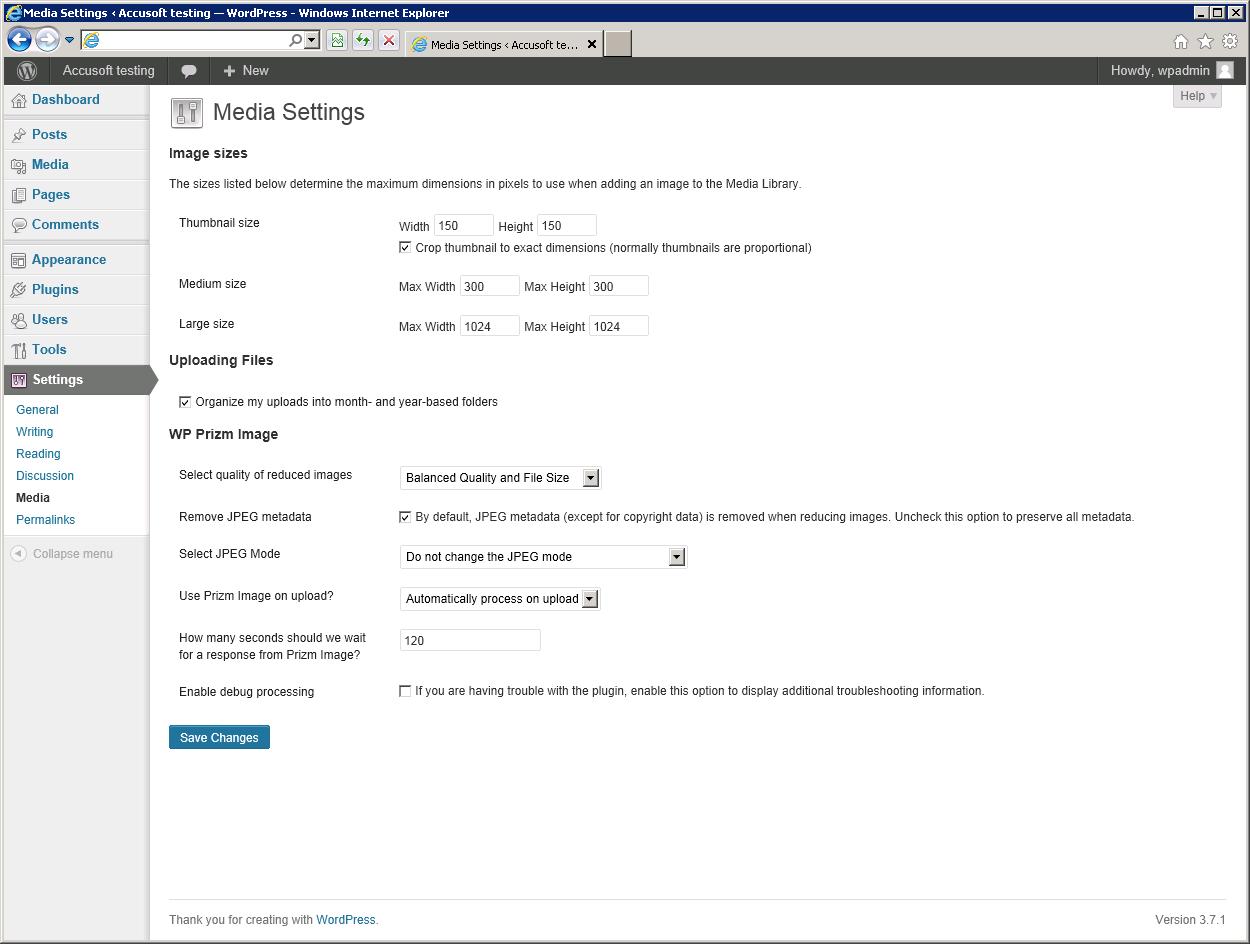 Media Settings ‹ Accusoft testing — WordPress - Windows Internet Explorer
Media Settings ‹ Accusoft te...
Accusoft testing
New
Howdy, wpadmin
Help
Dashboard
Posts
Media
Pages
Comments
Appearance
Plugins
Users
Tools
Settings
General
Writing
Reading
Discussion
Media
Permalinks
Collapse menu
Media Settings
Image sizes
The sizes listed below determine the maximum dimensions in pixels to use when adding an image to the Media Library.
Thumbnail size Width 150 Height 150
Crop thumbnail to exact dimensions (normally thumbnails are proportional)
Medium size Max Width 300 Max Height 300
Large size Max Width 1024 Max Height 1024
Uploading Files
Organize my uploads into month- and year-based folders
WP Prizm Image
Select quality of reduced images Balanced Quality and File Size
Remove JPEG metadata By default, JPEG metadata (except for copyright data) is removed when reducing images. Uncheck this option to preserve all metadata.
Select JPEG Mode Do not change the JPEG mode
Use Prizm Image on upload? Automatically process on upload
How many seconds should we wait
for a response from Prizm Image? 120
Enable debug processing If you are having trouble with the plugin, enable this option to display additional troubleshooting information.
Save Changes
Thank you for creating with WordPress.
Version 3.7.1